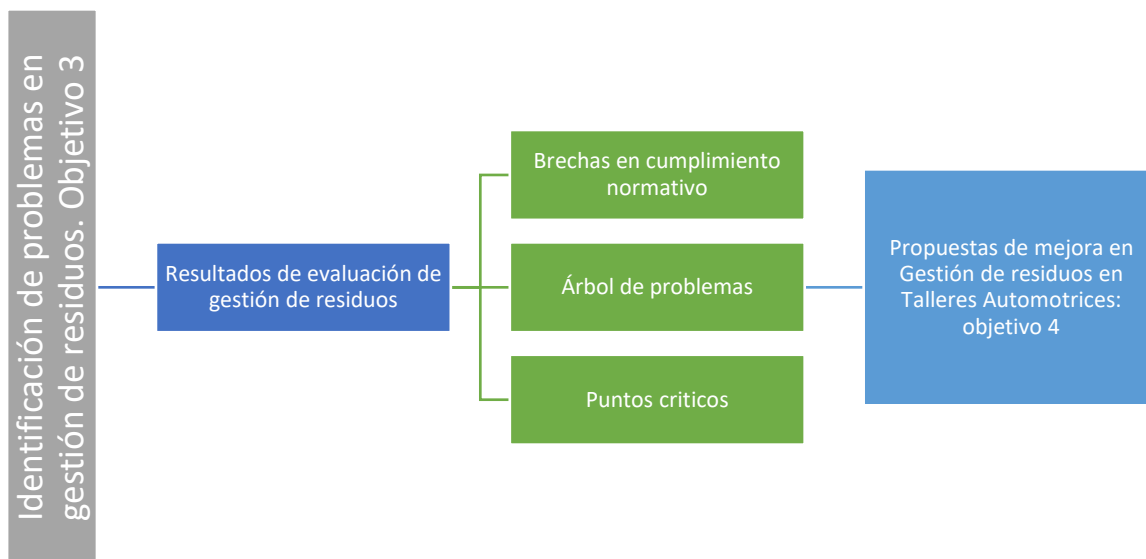 Identificación de problemas en
gestión de residuos. Objetivo 3
Resultados de evaluación de
gestión de residuos
Brechas en cumplimiento
normativo
Árbol de problemas
Puntos criticos
Propuestas de mejora en
Gestión de residuos en
Talleres Automotrices:
objetivo 4